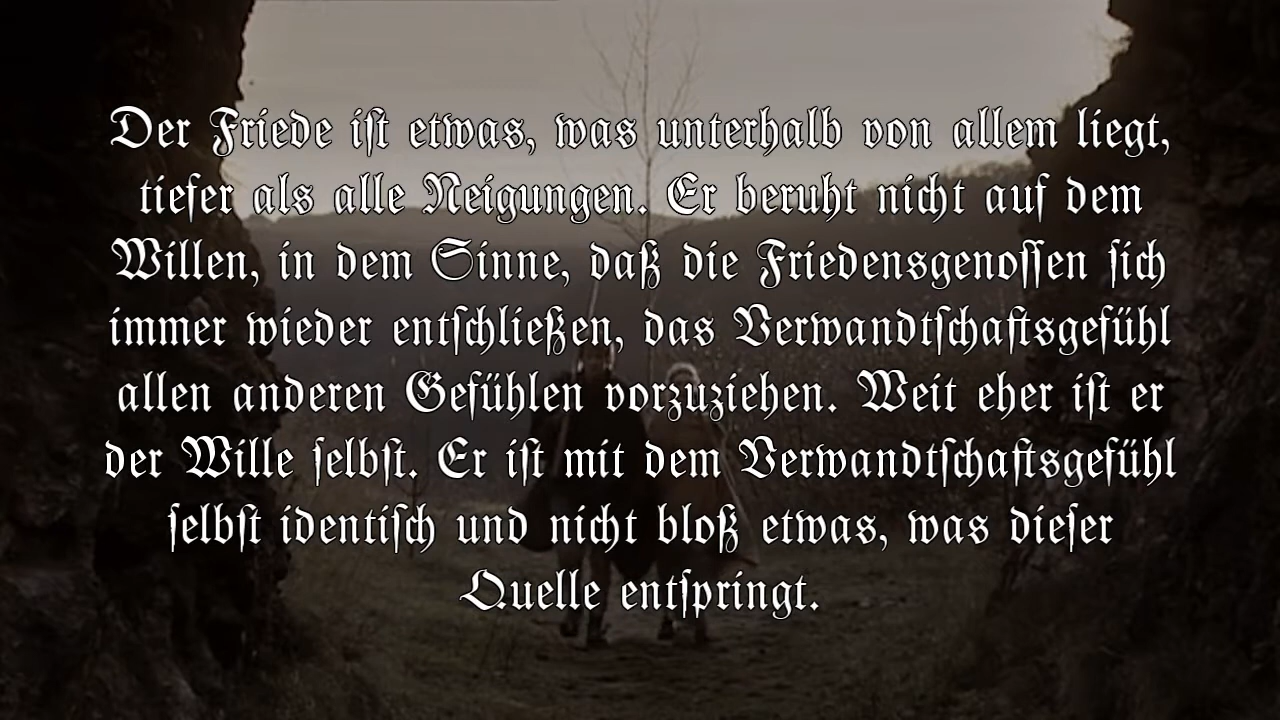 Der Friede iſt etwas, was unterhalb von allem liegt,
tiefer als alle Neigungen. Er beruht nicht auf dem
Willen, in dem Sinne, daß die Friedensgenoſſen ſich
immer wieder entſchließen, das Verwandtſchaftsgefühl
allen anderen Gefühlen vorzuziehen. Weit eher iſt er
der Wille ſelbſt. Er iſt mit dem Verwandtſchaftsgefühl
ſelbſt identiſch und nicht bloß etwas, was dieſer
Quelle entſpringt.